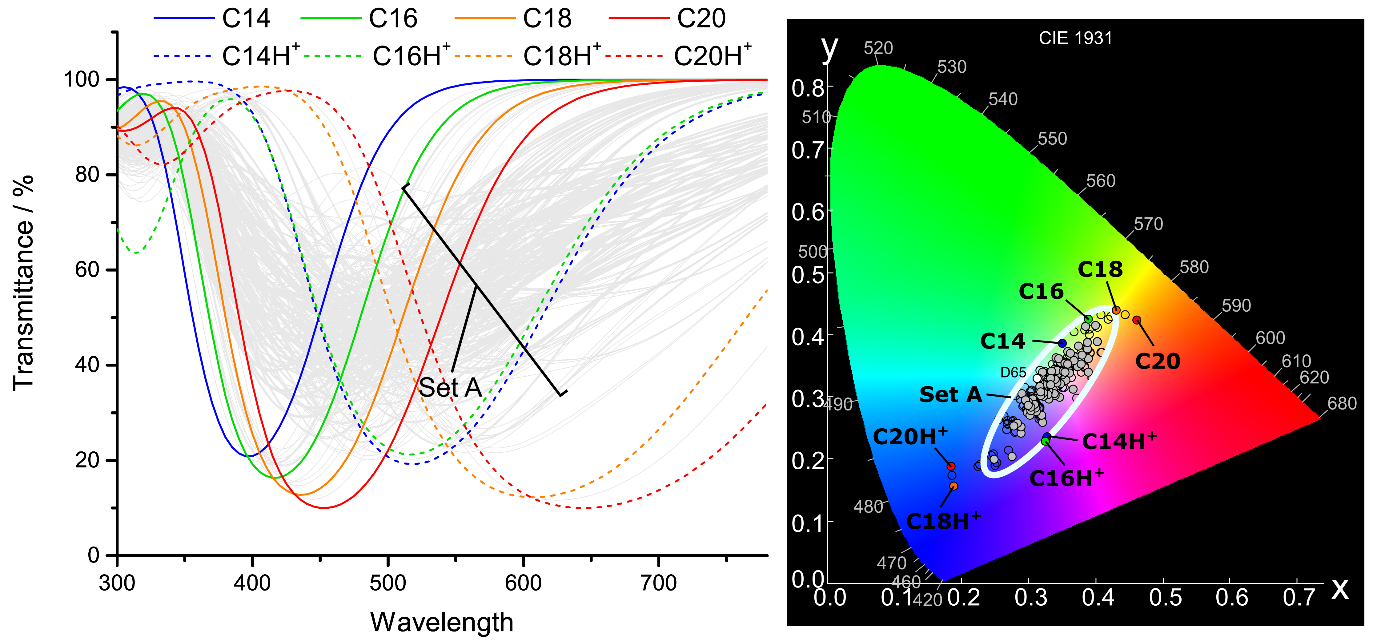 C14 C16 C18 C20
C14H⁺ C16H⁺ C18H⁺ C20H⁺
Transmittance / %
100
80
60
40
20
0
Set A
300 400 500 600 700
Wavelength
CIE 1931
y
0.8
0.7
0.6
0.5
0.4
0.3
0.2
0.1
0.0
0.0 0.1 0.2 0.3 0.4 0.5 0.6 0.7 x
420
460
470
480
490
500
510
520
530
540
550
560
570
580
590
600
610
620
680
C18
C16
C14
C20
D65
Set A
C20H⁺
C14H⁺
C16H⁺
C18H⁺